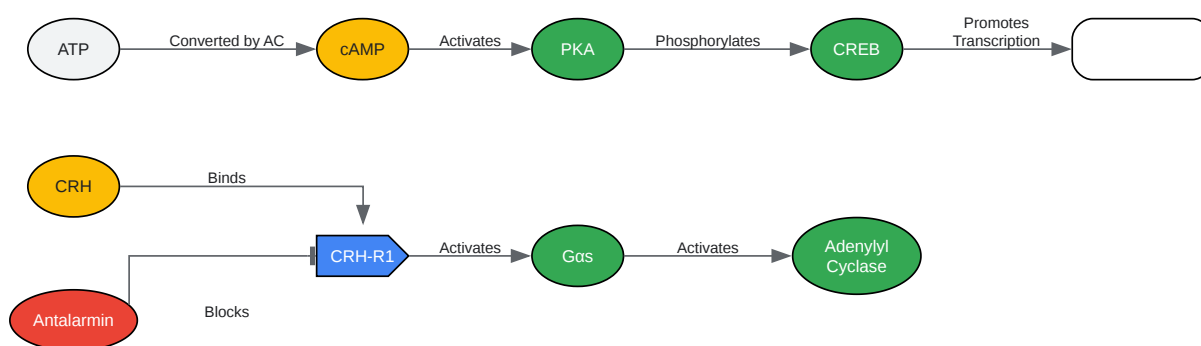 Promotes
ATP Converted by AC cAMP Activates PKA Phosphorylates CREB Transcription
CRH Binds
CRH-R1 Activates Gαs Activates Adenylyl
Cyclase
Antalarmin Blocks